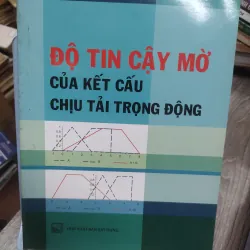 ĐỘ TIN CẬY MỜ
CỦA KẾT CẤU
CHỊU TẢI TRỌNG ĐỘNG